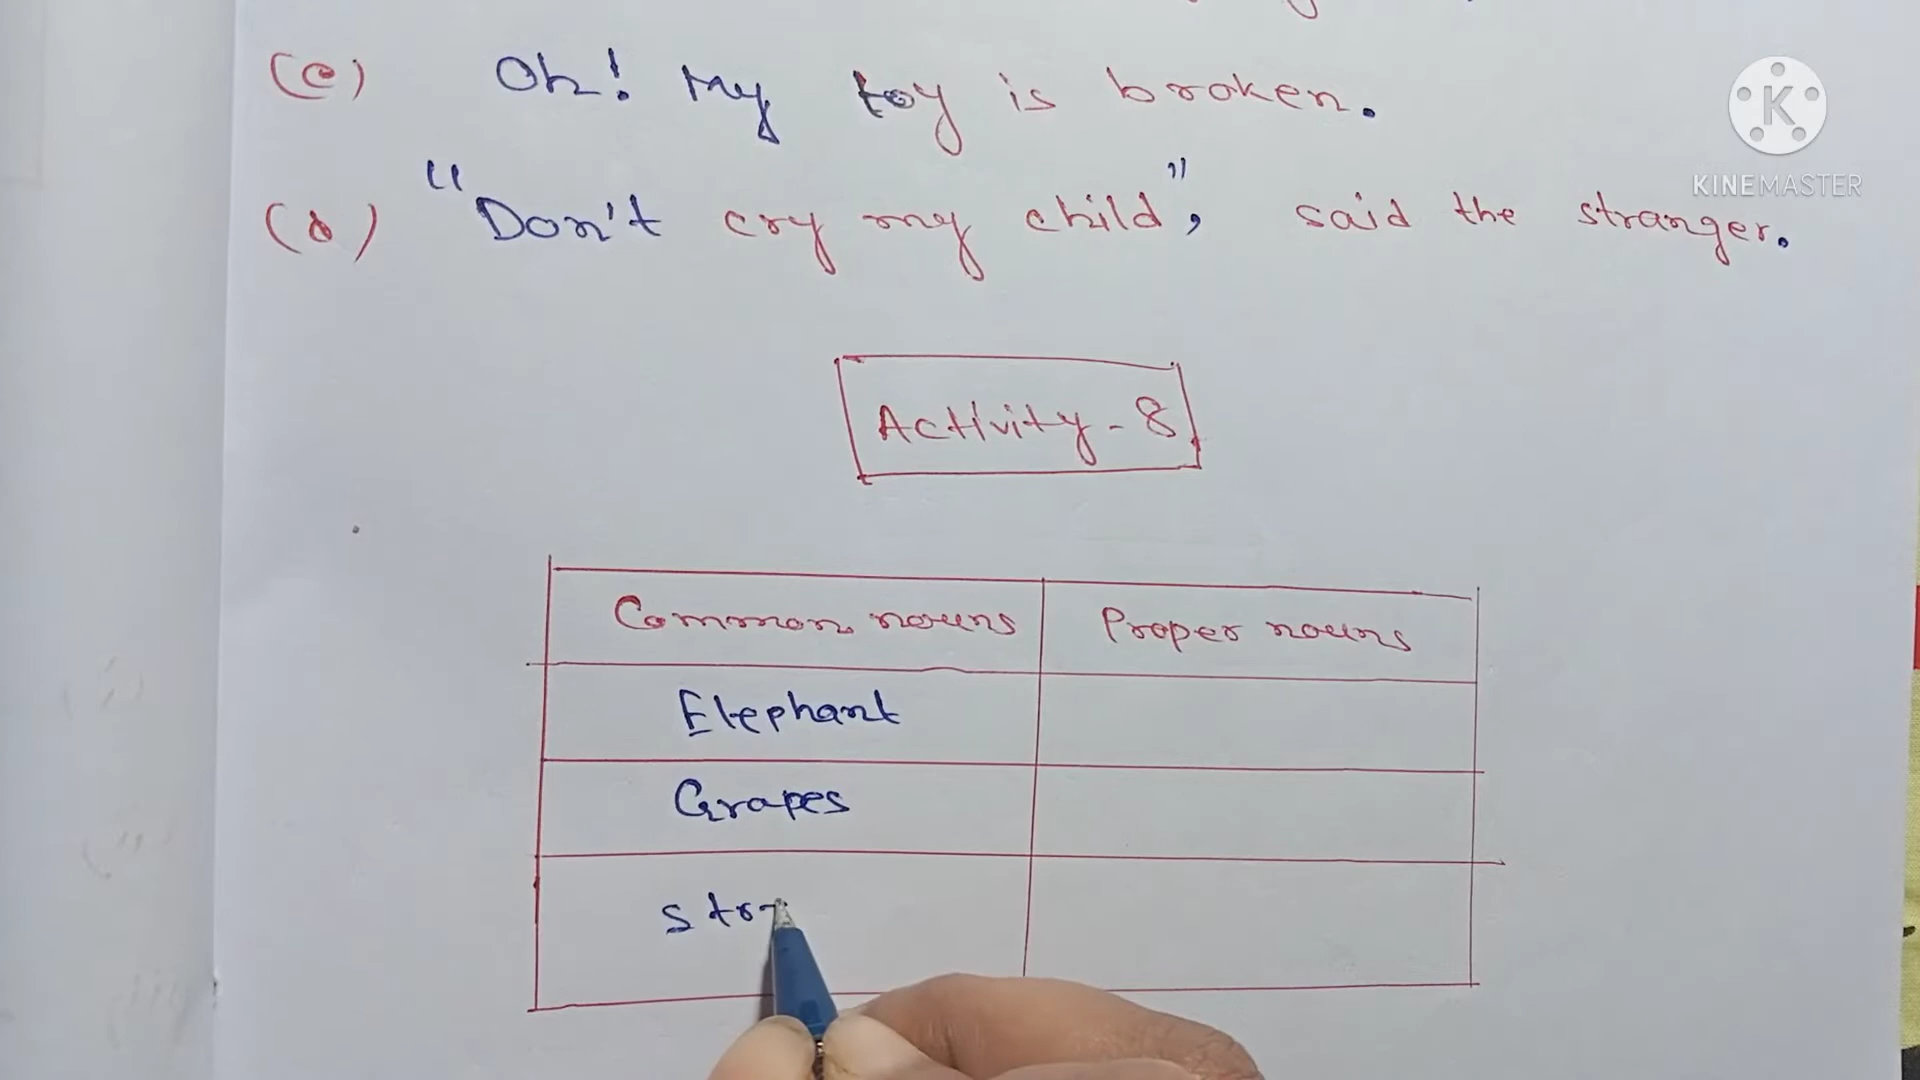 (c) Oh! My toy is broken.
(d) "Don't cry my child", said the stranger.
Activity-8
Common nouns Proper nouns
Elephant
Grapes
str
KINEMASTER